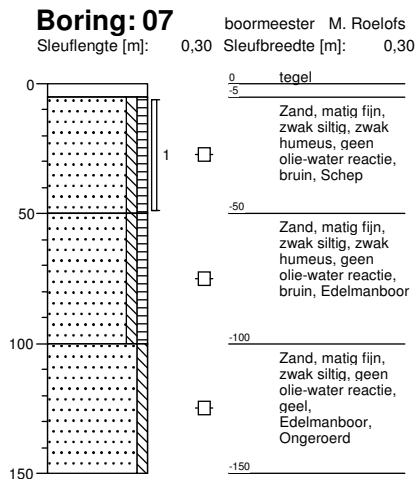 Boring: 07 boormeester M. Roelofs
Sleuflengte [m]: 0,30 Sleufbreedte [m]: 0,30
0
50
100
150
1
0 tegel
-5
Zand, matig fijn,
zwak siltig, zwak
humeus, geen
olie-water reactie,
bruin, Schep
-50
Zand, matig fijn,
zwak siltig, zwak
humeus, geen
olie-water reactie,
bruin, Edelmanboor
-100
Zand, matig fijn,
zwak siltig, geen
olie-water reactie,
geel,
Edelmanboor,
Ongeroerd
-150